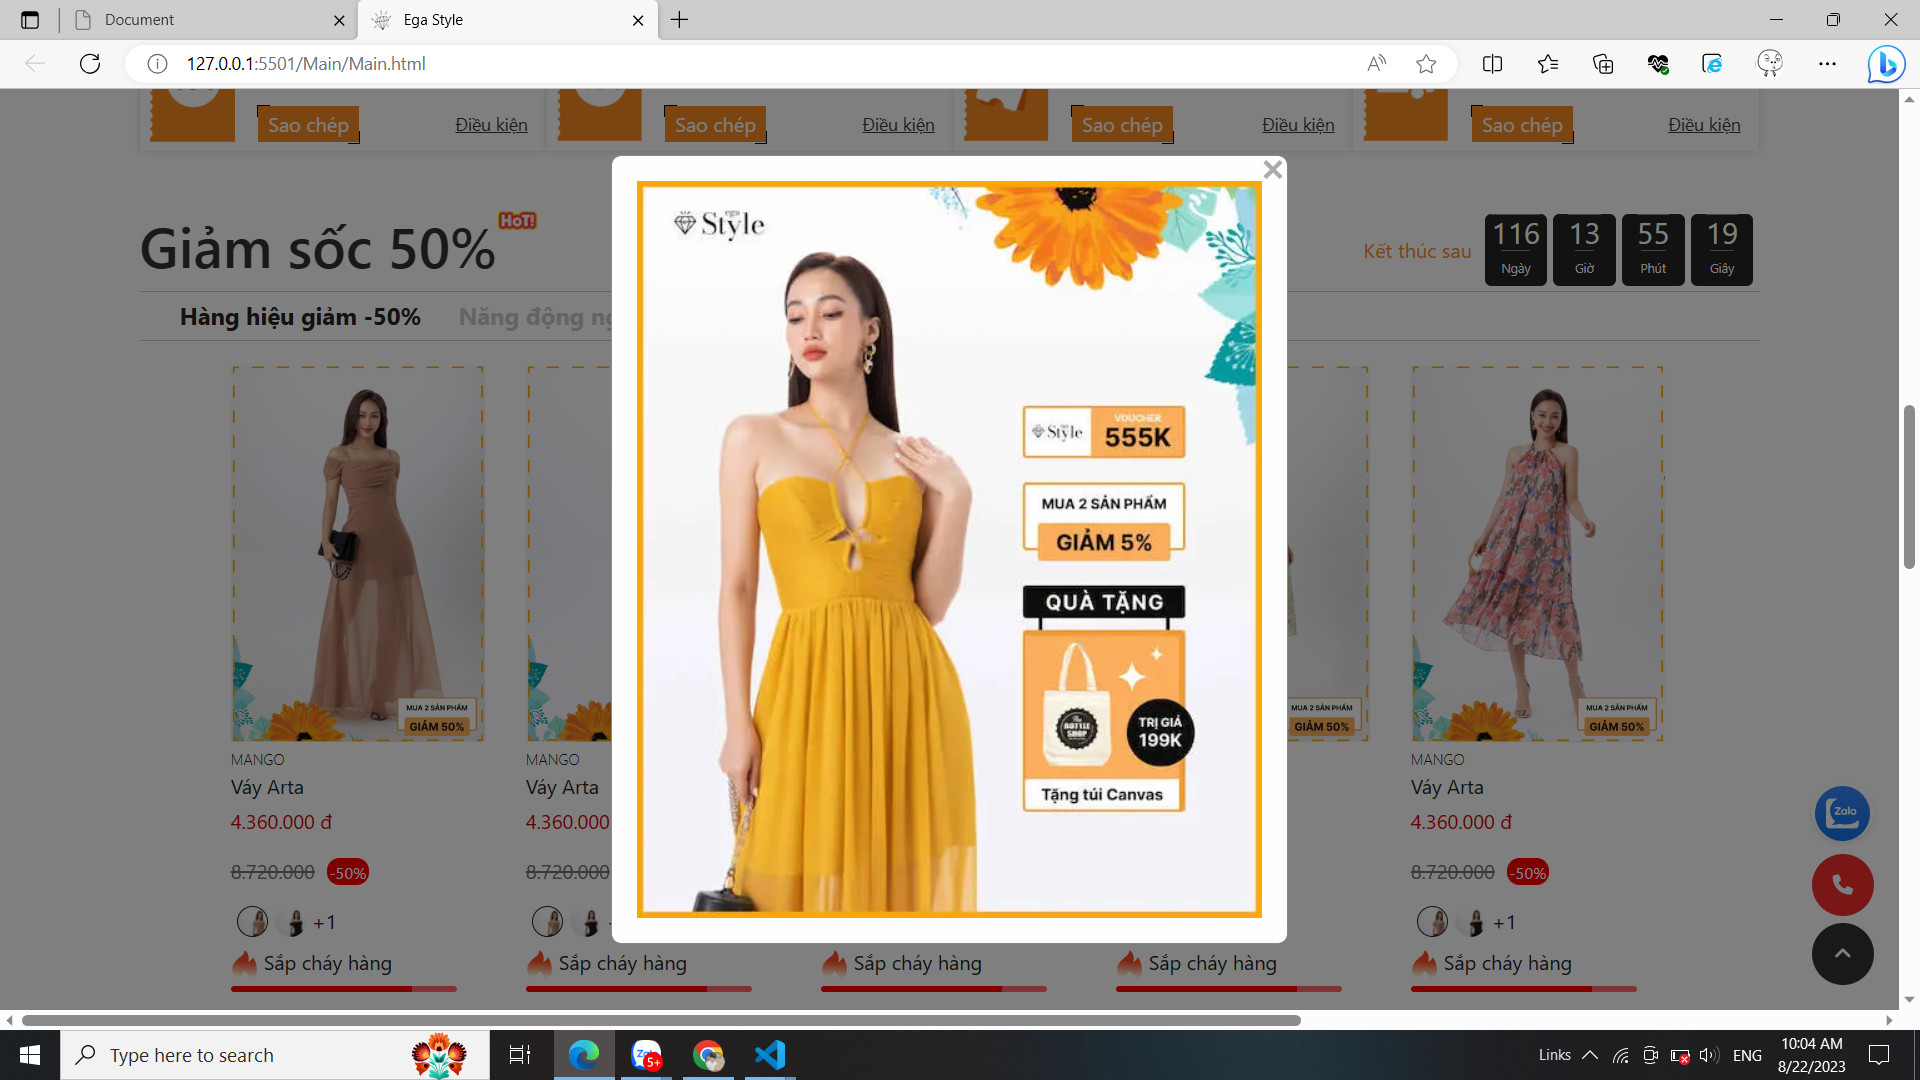 Document
Ega Style
127.0.0.1:5501/Main/Main.html
Sao chép
Điều kiện
Sao chép
Điều kiện
Sao chép
Điều kiện
Sao chép
Điều kiện
Giảm sốc 50%
HOT!
Kết thúc sau
116
Ngày
13
Giờ
55
Phút
19
Giây
Hàng hiệu giảm -50%
Năng động
ega
Style
Style
VOUCHER
555K
MUA 2 SẢN PHẨM
GIẢM 5%
QUÀ TẶNG
The
BOTTLE
SHOP
TRỊ GIÁ
199K
Tặng túi Canvas
MUA 2 SẢN PHẨM
GIẢM 50%
MUA 2 SẢN PHẨM
GIẢM 50%
MUA 2 SẢN PHẨM
GIẢM 50%
MANGO
Váy Arta
4.360.000 đ
8.720.000
-50%
+1
Sắp cháy hàng
MANGO
Váy Arta
4.360.000
8.720.000
Sắp cháy hàng
Sắp cháy hàng
Sắp cháy hàng
MANGO
Váy Arta
4.360.000 đ
8.720.000
-50%
+1
Sắp cháy hàng
Zalo
Type here to search
5+
Links
ENG
10:04 AM
8/22/2023